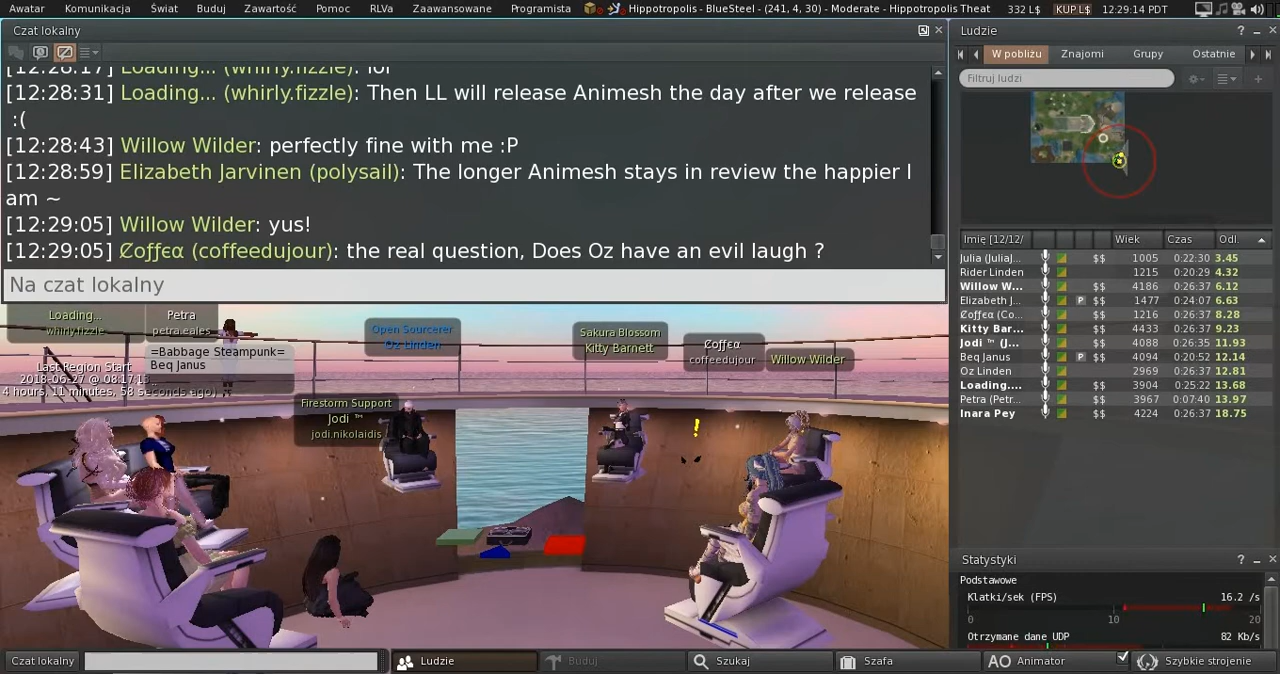 Awatar Komunikacja Świat Buduj Zawartość Pomoc RLVa Zaawansowane Programista Hippotropolis - BlueSteel - (241, 4, 30) - Moderate - Hippotropolis Theat 332 L$ KUP L$ 12:29:14 PDT
Czat lokalny
[12:28:17] Loading... (whirly.fizzle): lol
[12:28:31] Loading... (whirly.fizzle): Then LL will release Animesh the day after we release
:(
[12:28:43] Willow Wilder: perfectly fine with me :P
[12:28:59] Elizabeth Jarvinen (polysail): The longer Animesh stays in review the happier I
am ~
[12:29:05] Willow Wilder: yus!
[12:29:05] Ȼoƒƒєα (coffeedujour): the real question, Does Oz have an evil laugh ?
Na czat lokalny
Loading...
whirly.fizzle
Petra
petra.eales
=Babbage Steampunk=
Beq Janus
Last Region Start
2018-06-27 @ 08:17:15
4 hours, 11 minutes, 58 seconds ago)
Open Sourcerer
Oz Linden
Firestorm Support
Jodi ™
jodi.nikolaidis
Sakura Blossom
Kitty Barnett
Ȼoƒƒєα
coffeedujour
Willow Wilder
Ludzie
W pobliżu Znajomi Grupy Ostatnie
Filtruj ludzi
Imię [12/12/ Wiek Czas Odl.
Julia (JuliaJ... $$ 1005 0:22:30 3.45
Rider Linden 1215 0:20:29 4.32
Willow W... $$ 4186 0:26:37 6.12
Elizabeth J... P $$ 1477 0:24:07 6.63
Ȼoƒƒєα (Co... $$ 1216 0:26:37 8.28
Kitty Bar... $$ 4433 0:26:37 9.23
Jodi ™ (J... $$ 4088 0:26:35 11.93
Beq Janus P $$ 4094 0:20:52 12.14
Oz Linden 2969 0:26:37 12.81
Loading.... $$ 3904 0:25:22 13.68
Petra (Petr... $$ 3967 0:07:40 13.97
Inara Pey $$ 4224 0:26:37 18.75
Statystyki
Podstawowe
Klatki/sek (FPS) 16.2 /s
0 10 20
Otrzymane dane UDP 82 Kb/s
Czat lokalny Ludzie Buduj Szukaj Szafa AO Animator Szybkie strojenie